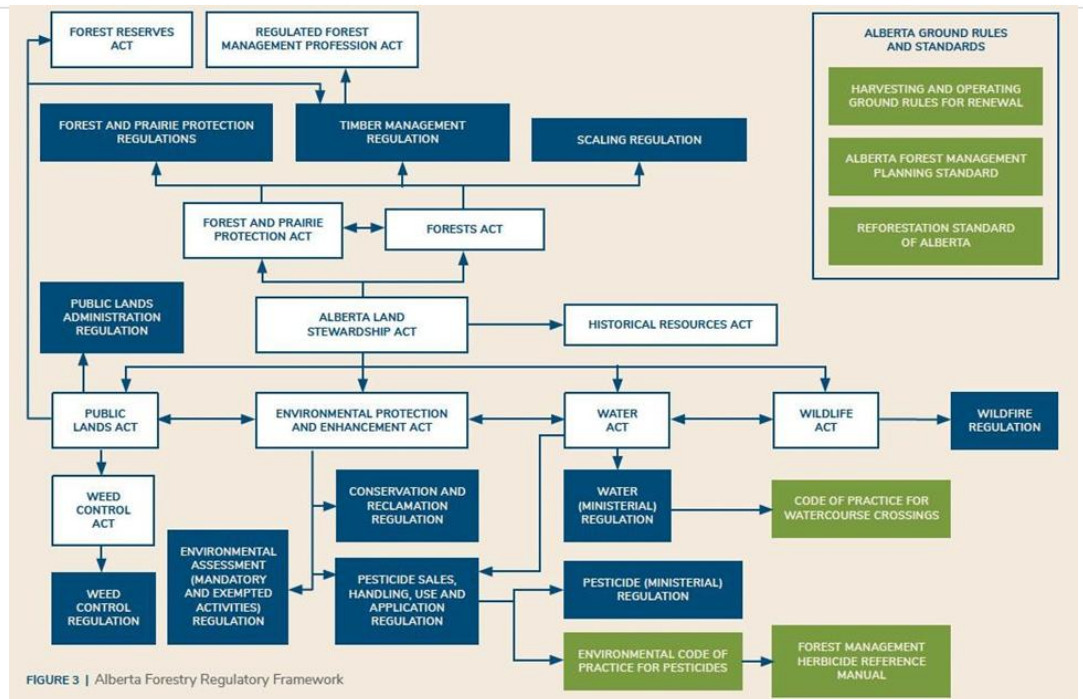 FOREST RESERVES
ACT
REGULATED FOREST
MANAGEMENT PROFESSION ACT
ALBERTA GROUND RULES
AND STANDARDS
HARVESTING AND OPERATING
GROUND RULES FOR RENEWAL
ALBERTA FOREST MANAGEMENT
PLANNING STANDARD
REFORESTATION STANDARD
OF ALBERTA
FOREST AND PRAIRIE PROTECTION
REGULATIONS
TIMBER MANAGEMENT
REGULATION
SCALING REGULATION
FOREST AND PRAIRIE
PROTECTION ACT
FORESTS ACT
PUBLIC LANDS
ADMINISTRATION
REGULATION
ALBERTA LAND
STEWARDSHIP ACT
HISTORICAL RESOURCES ACT
PUBLIC
LANDS ACT
ENVIRONMENTAL PROTECTION
AND ENHANCEMENT ACT
WATER
ACT
WILDLIFE
ACT
WILDFIRE
REGULATION
WEED
CONTROL
ACT
CONSERVATION AND
RECLAMATION
REGULATION
WATER
(MINISTERIAL)
REGULATION
CODE OF PRACTICE FOR
WATERCOURSE CROSSINGS
WEED
CONTROL
REGULATION
ENVIRONMENTAL
ASSESSMENT
(MANDATORY
AND EXEMPTED
ACTIVITIES)
REGULATION
PESTICIDE SALES,
HANDLING, USE AND
APPLICATION
REGULATION
PESTICIDE (MINISTERIAL)
REGULATION
ENVIRONMENTAL CODE OF
PRACTICE FOR PESTICIDES
FOREST MANAGEMENT
HERBICIDE REFERENCE
MANUAL
FIGURE 3 | Alberta Forestry Regulatory Framework